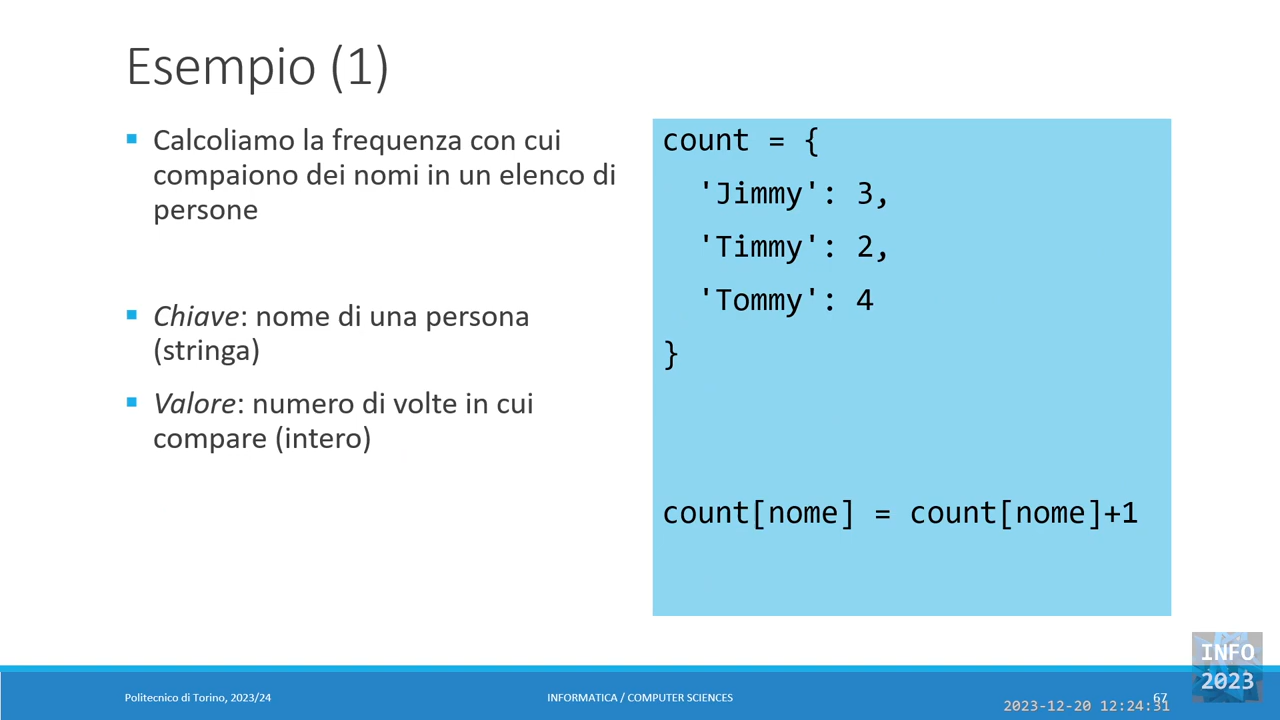 Esempio (1)
Calcoliamo la frequenza con cui
compaiono dei nomi in un elenco di
persone
Chiave: nome di una persona
(stringa)
Valore: numero di volte in cui
compare (intero)
count = {
'Jimmy': 3,
'Timmy': 2,
'Tommy': 4
}
count[nome] = count[nome]+1
Politecnico di Torino, 2023/24
INFORMATICA / COMPUTER SCIENCES
67
2023-12-20 12:24:31
INFO
2023